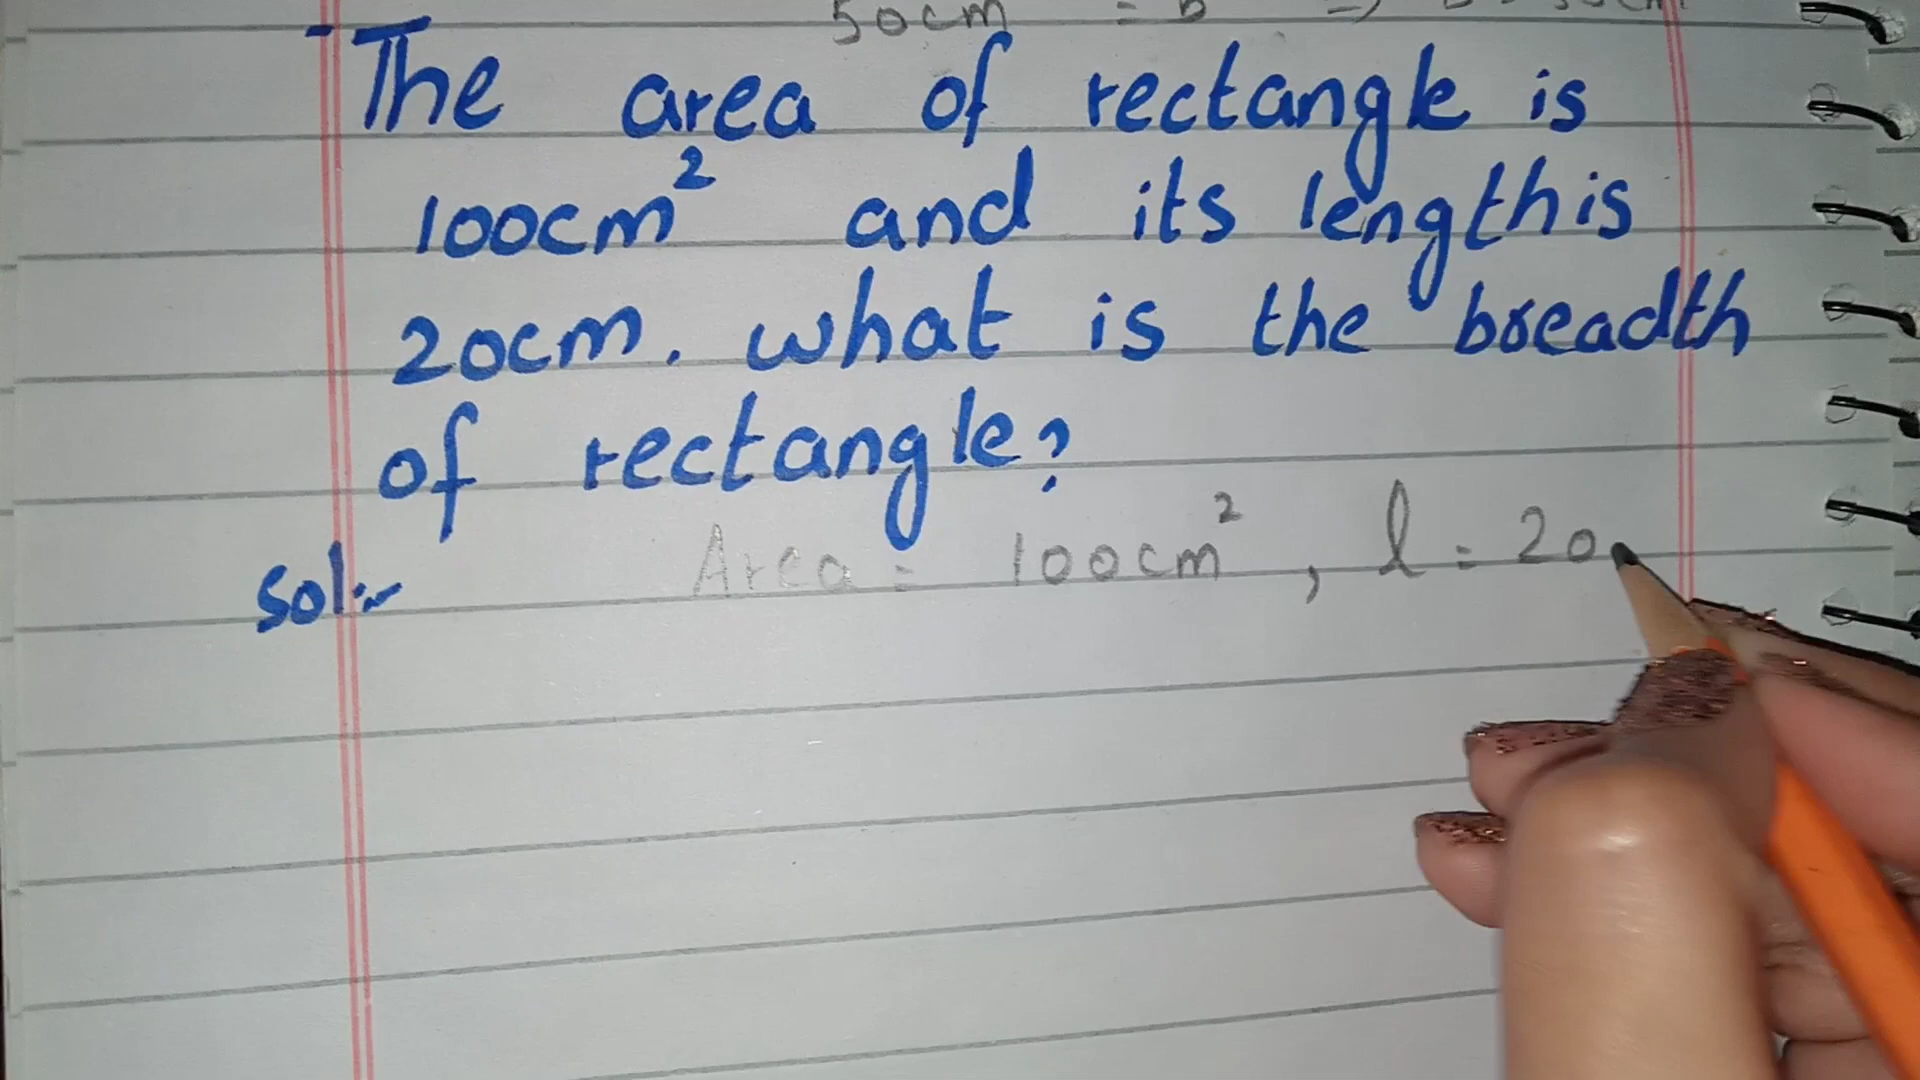 50cm = b
The area of rectangle is
100cm² and its length is
20cm. what is the breadth
of rectangle?
Sol:- Area = 100cm², l = 20